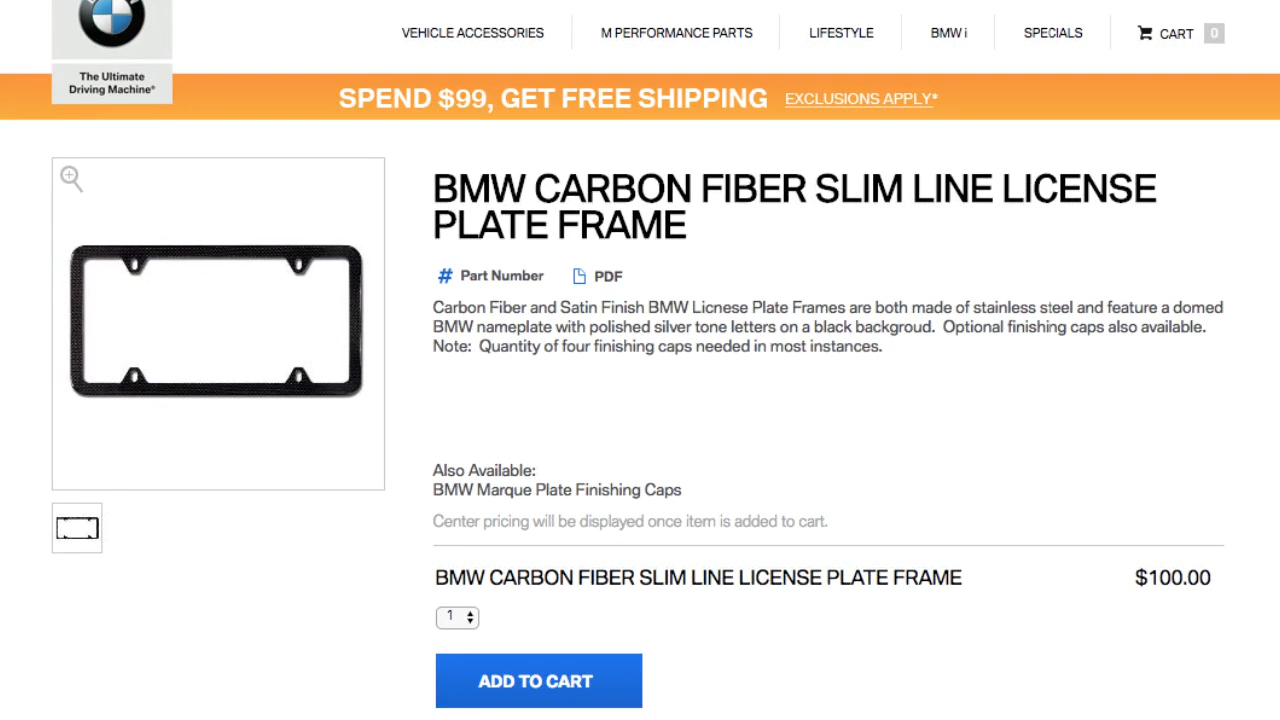 VEHICLE ACCESSORIES M PERFORMANCE PARTS LIFESTYLE BMW i SPECIALS CART 0
The Ultimate
Driving Machine®
SPEND $99, GET FREE SHIPPING EXCLUSIONS APPLY*
BMW CARBON FIBER SLIM LINE LICENSE
PLATE FRAME
# Part Number PDF
Carbon Fiber and Satin Finish BMW Licnese Plate Frames are both made of stainless steel and feature a domed
BMW nameplate with polished silver tone letters on a black backgroud. Optional finishing caps also available.
Note: Quantity of four finishing caps needed in most instances.
Also Available:
BMW Marque Plate Finishing Caps
Center pricing will be displayed once item is added to cart.
BMW CARBON FIBER SLIM LINE LICENSE PLATE FRAME $100.00
1
ADD TO CART